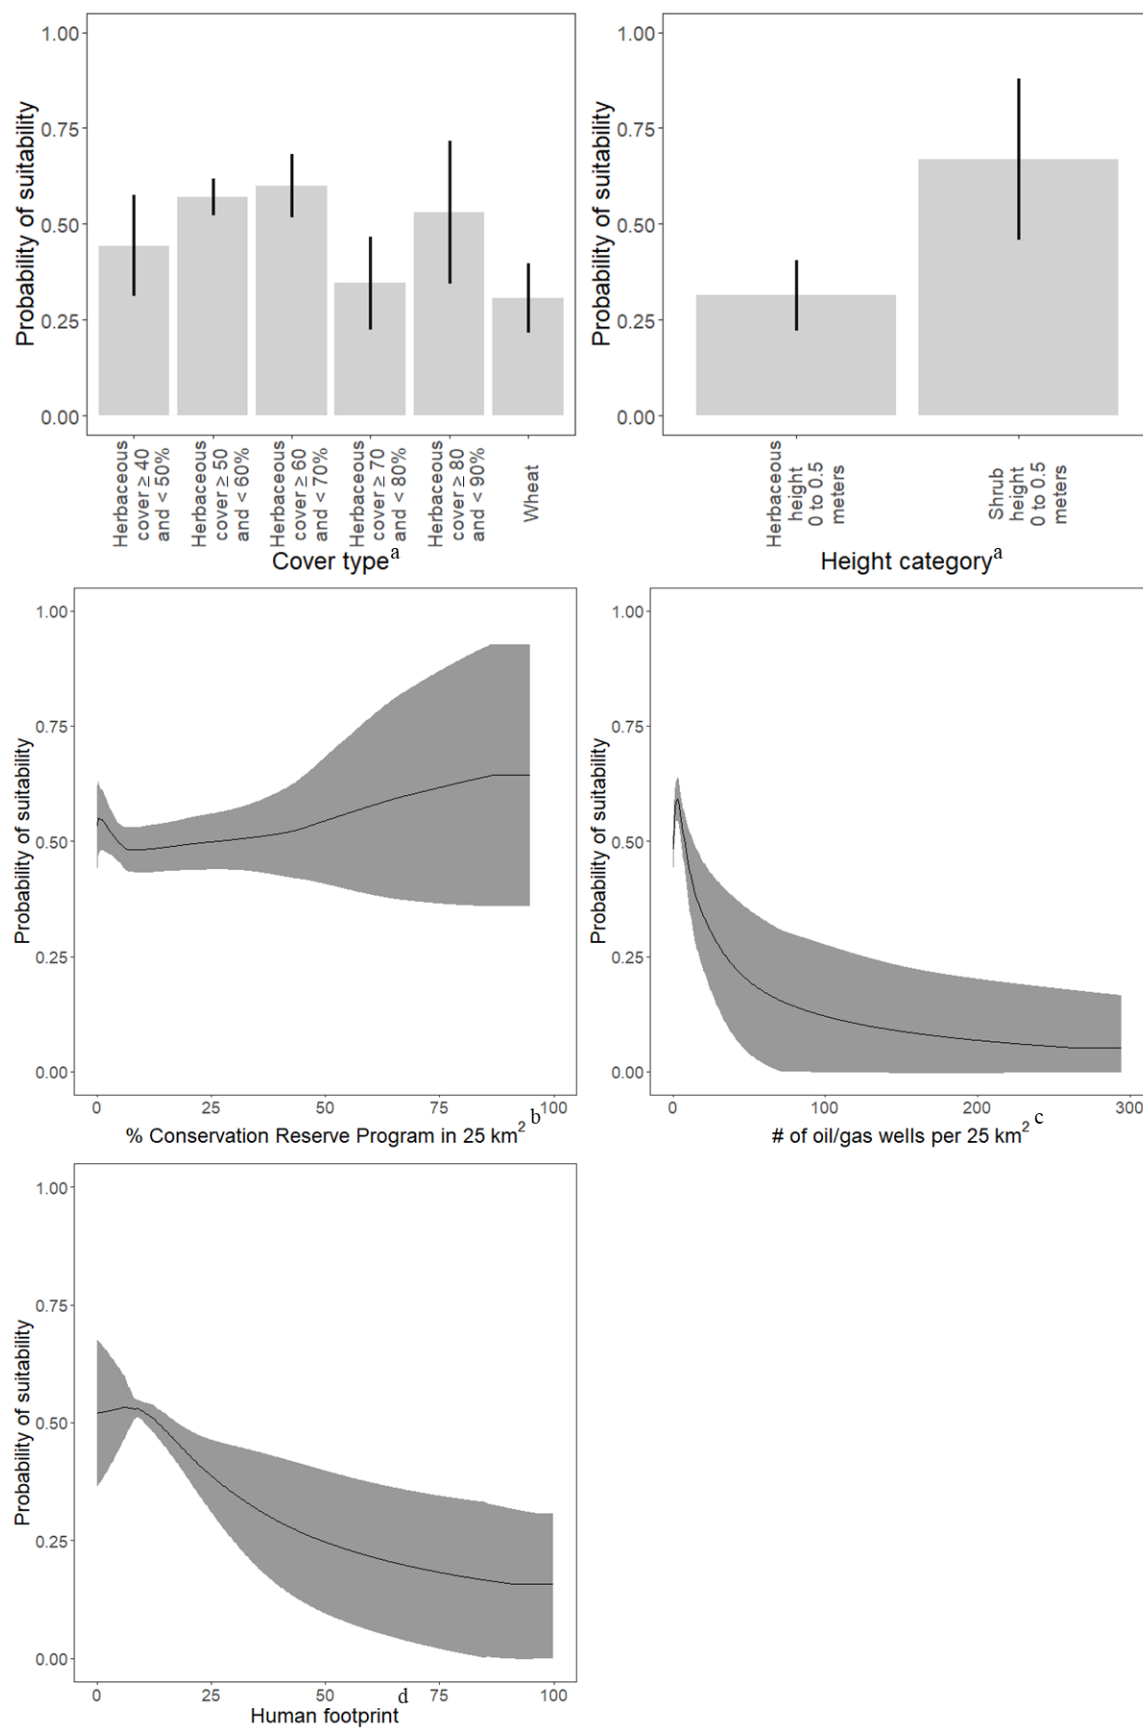 1.00
0.75
0.50
0.25
0.00
Probability of suitability
Herbaceous
cover ≥ 40
and < 50%
Herbaceous
cover ≥ 50
and < 60%
Herbaceous
cover ≥ 60
and < 70%
Herbaceous
cover ≥ 70
and < 80%
Herbaceous
cover ≥ 80
and < 90%
Wheat
Cover type a
1.00
0.75
0.50
0.25
0.00
Probability of suitability
Herbaceous
height
0 to 0.5
meters
Shrub
height
0 to 0.5
meters
Height category a
1.00
0.75
0.50
0.25
0.00
Probability of suitability
0 25 50 75 100
% Conservation Reserve Program in 25 km² b
1.00
0.75
0.50
0.25
0.00
Probability of suitability
0 100 200 300
# of oil/gas wells per 25 km² c
1.00
0.75
0.50
0.25
0.00
Probability of suitability
0 25 50 75 100
Human footprint d